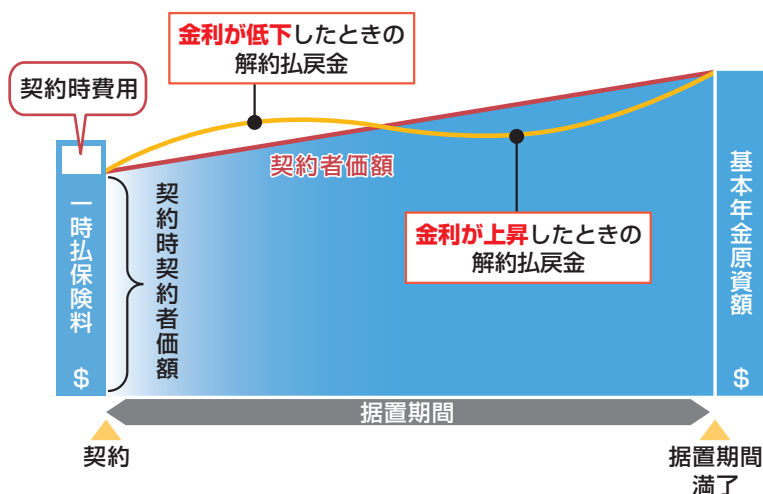 金利が低下したときの
解約払戻金
契約時費用
契約者価額
一時払保険料
$
契約時契約者価額
金利が上昇したときの
解約払戻金
基本年金原資額
$
据置期間
契約
据置期間
満了